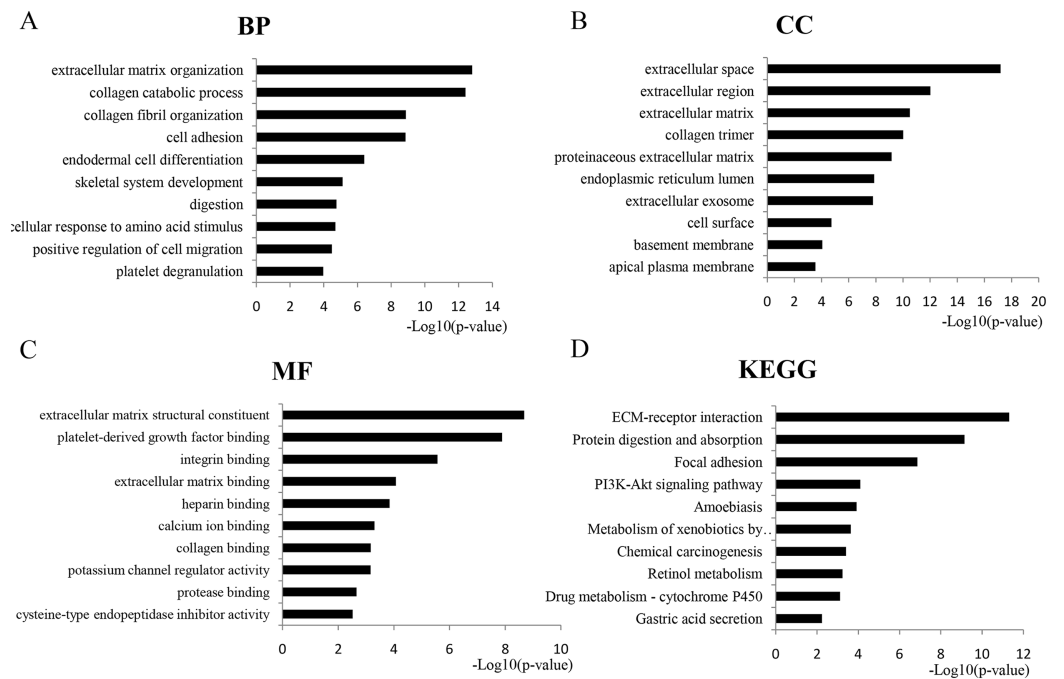 A
BP
extracellular matrix organization
collagen catabolic process
collagen fibril organization
cell adhesion
endodermal cell differentiation
skeletal system development
digestion
cellular response to amino acid stimulus
positive regulation of cell migration
platelet degranulation
0 2 4 6 8 10 12 14
-Log10(p-value)
B
CC
extracellular space
extracellular region
extracellular matrix
collagen trimer
proteinaceous extracellular matrix
endoplasmic reticulum lumen
extracellular exosome
cell surface
basement membrane
apical plasma membrane
0 2 4 6 8 10 12 14 16 18 20
-Log10(p-value)
C
MF
extracellular matrix structural constituent
platelet-derived growth factor binding
integrin binding
extracellular matrix binding
heparin binding
calcium ion binding
collagen binding
potassium channel regulator activity
protease binding
cysteine-type endopeptidase inhibitor activity
0 2 4 6 8 10
-Log10(p-value)
D
KEGG
ECM-receptor interaction
Protein digestion and absorption
Focal adhesion
PI3K-Akt signaling pathway
Amoebiasis
Metabolism of xenobiotics by..
Chemical carcinogenesis
Retinol metabolism
Drug metabolism - cytochrome P450
Gastric acid secretion
0 2 4 6 8 10 12
-Log10(p-value)